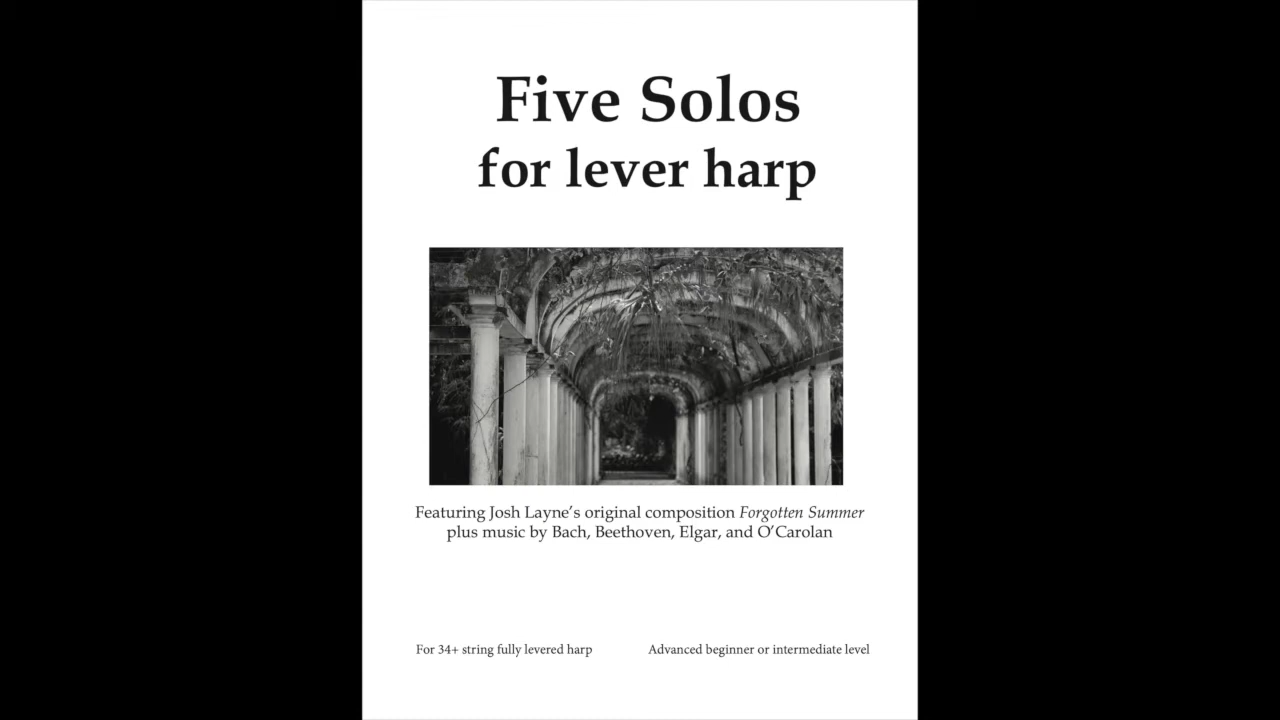 Five Solos
for lever harp
Featuring Josh Layne’s original composition Forgotten Summer
plus music by Bach, Beethoven, Elgar, and O’Carolan
For 34+ string fully levered harp
Advanced beginner or intermediate level